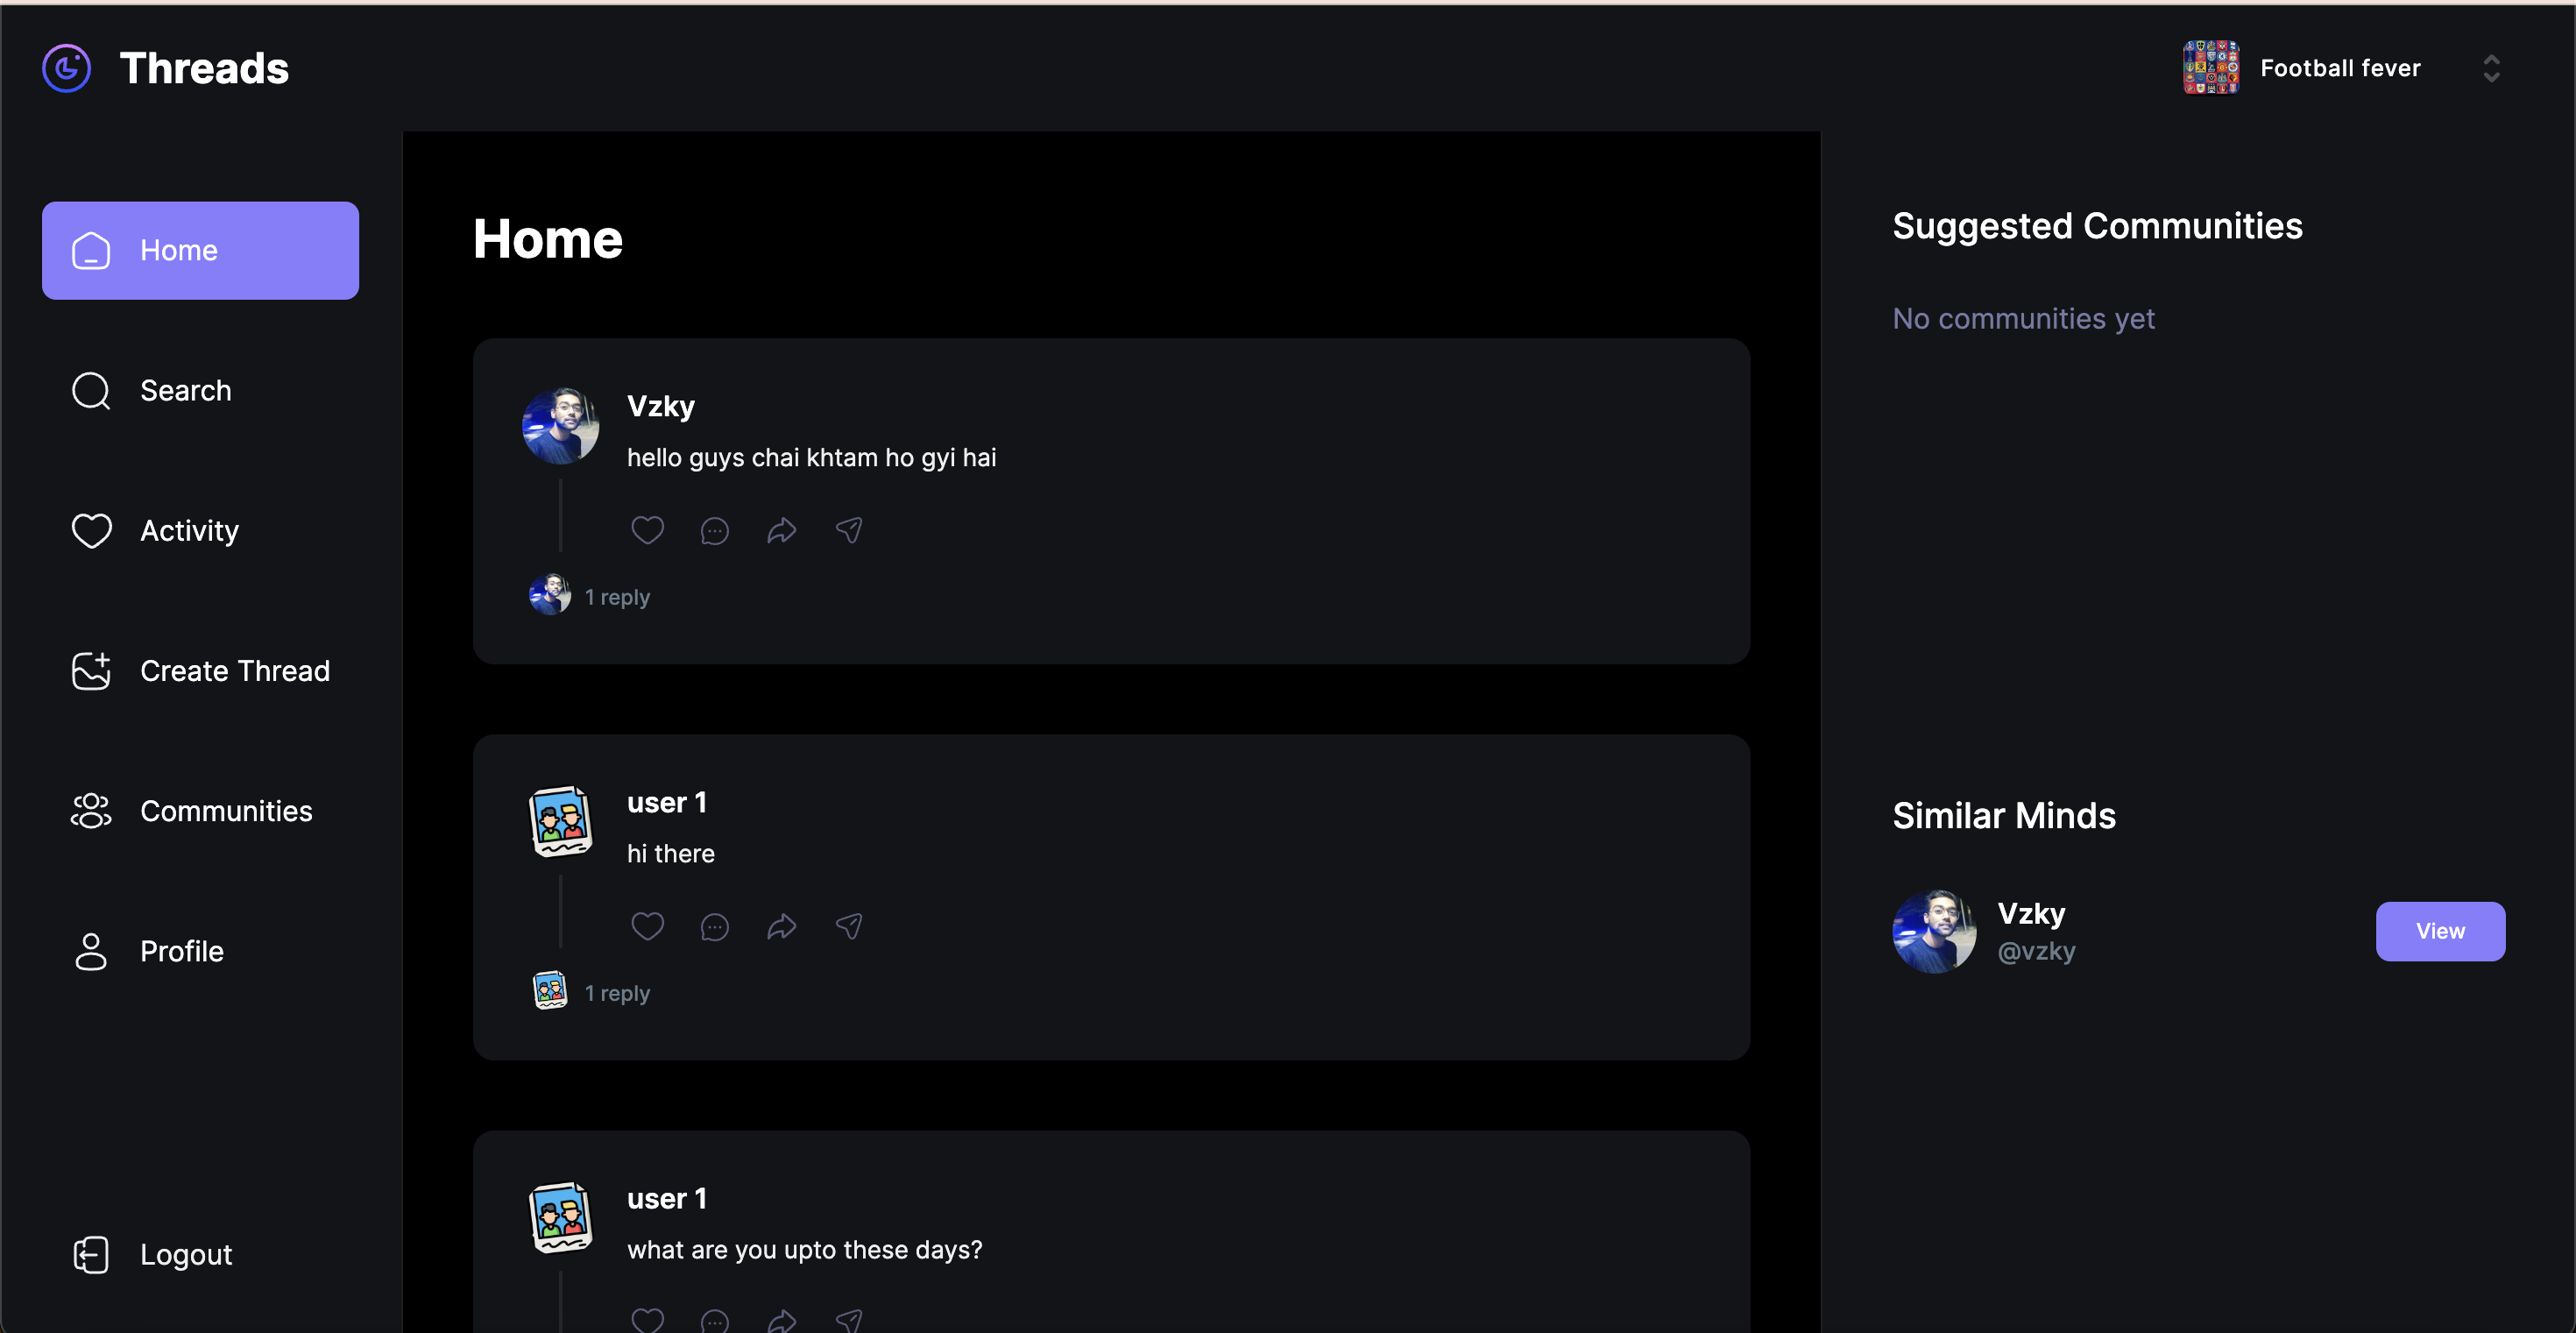 Threads
Football fever
Home
Search
Activity
Create Thread
Communities
Profile
Logout
Home
Vzky
hello guys chai khtam ho gyi hai
1 reply
user 1
hi there
1 reply
user 1
what are you upto these days?
Suggested Communities
No communities yet
Similar Minds
Vzky
@vzky
View